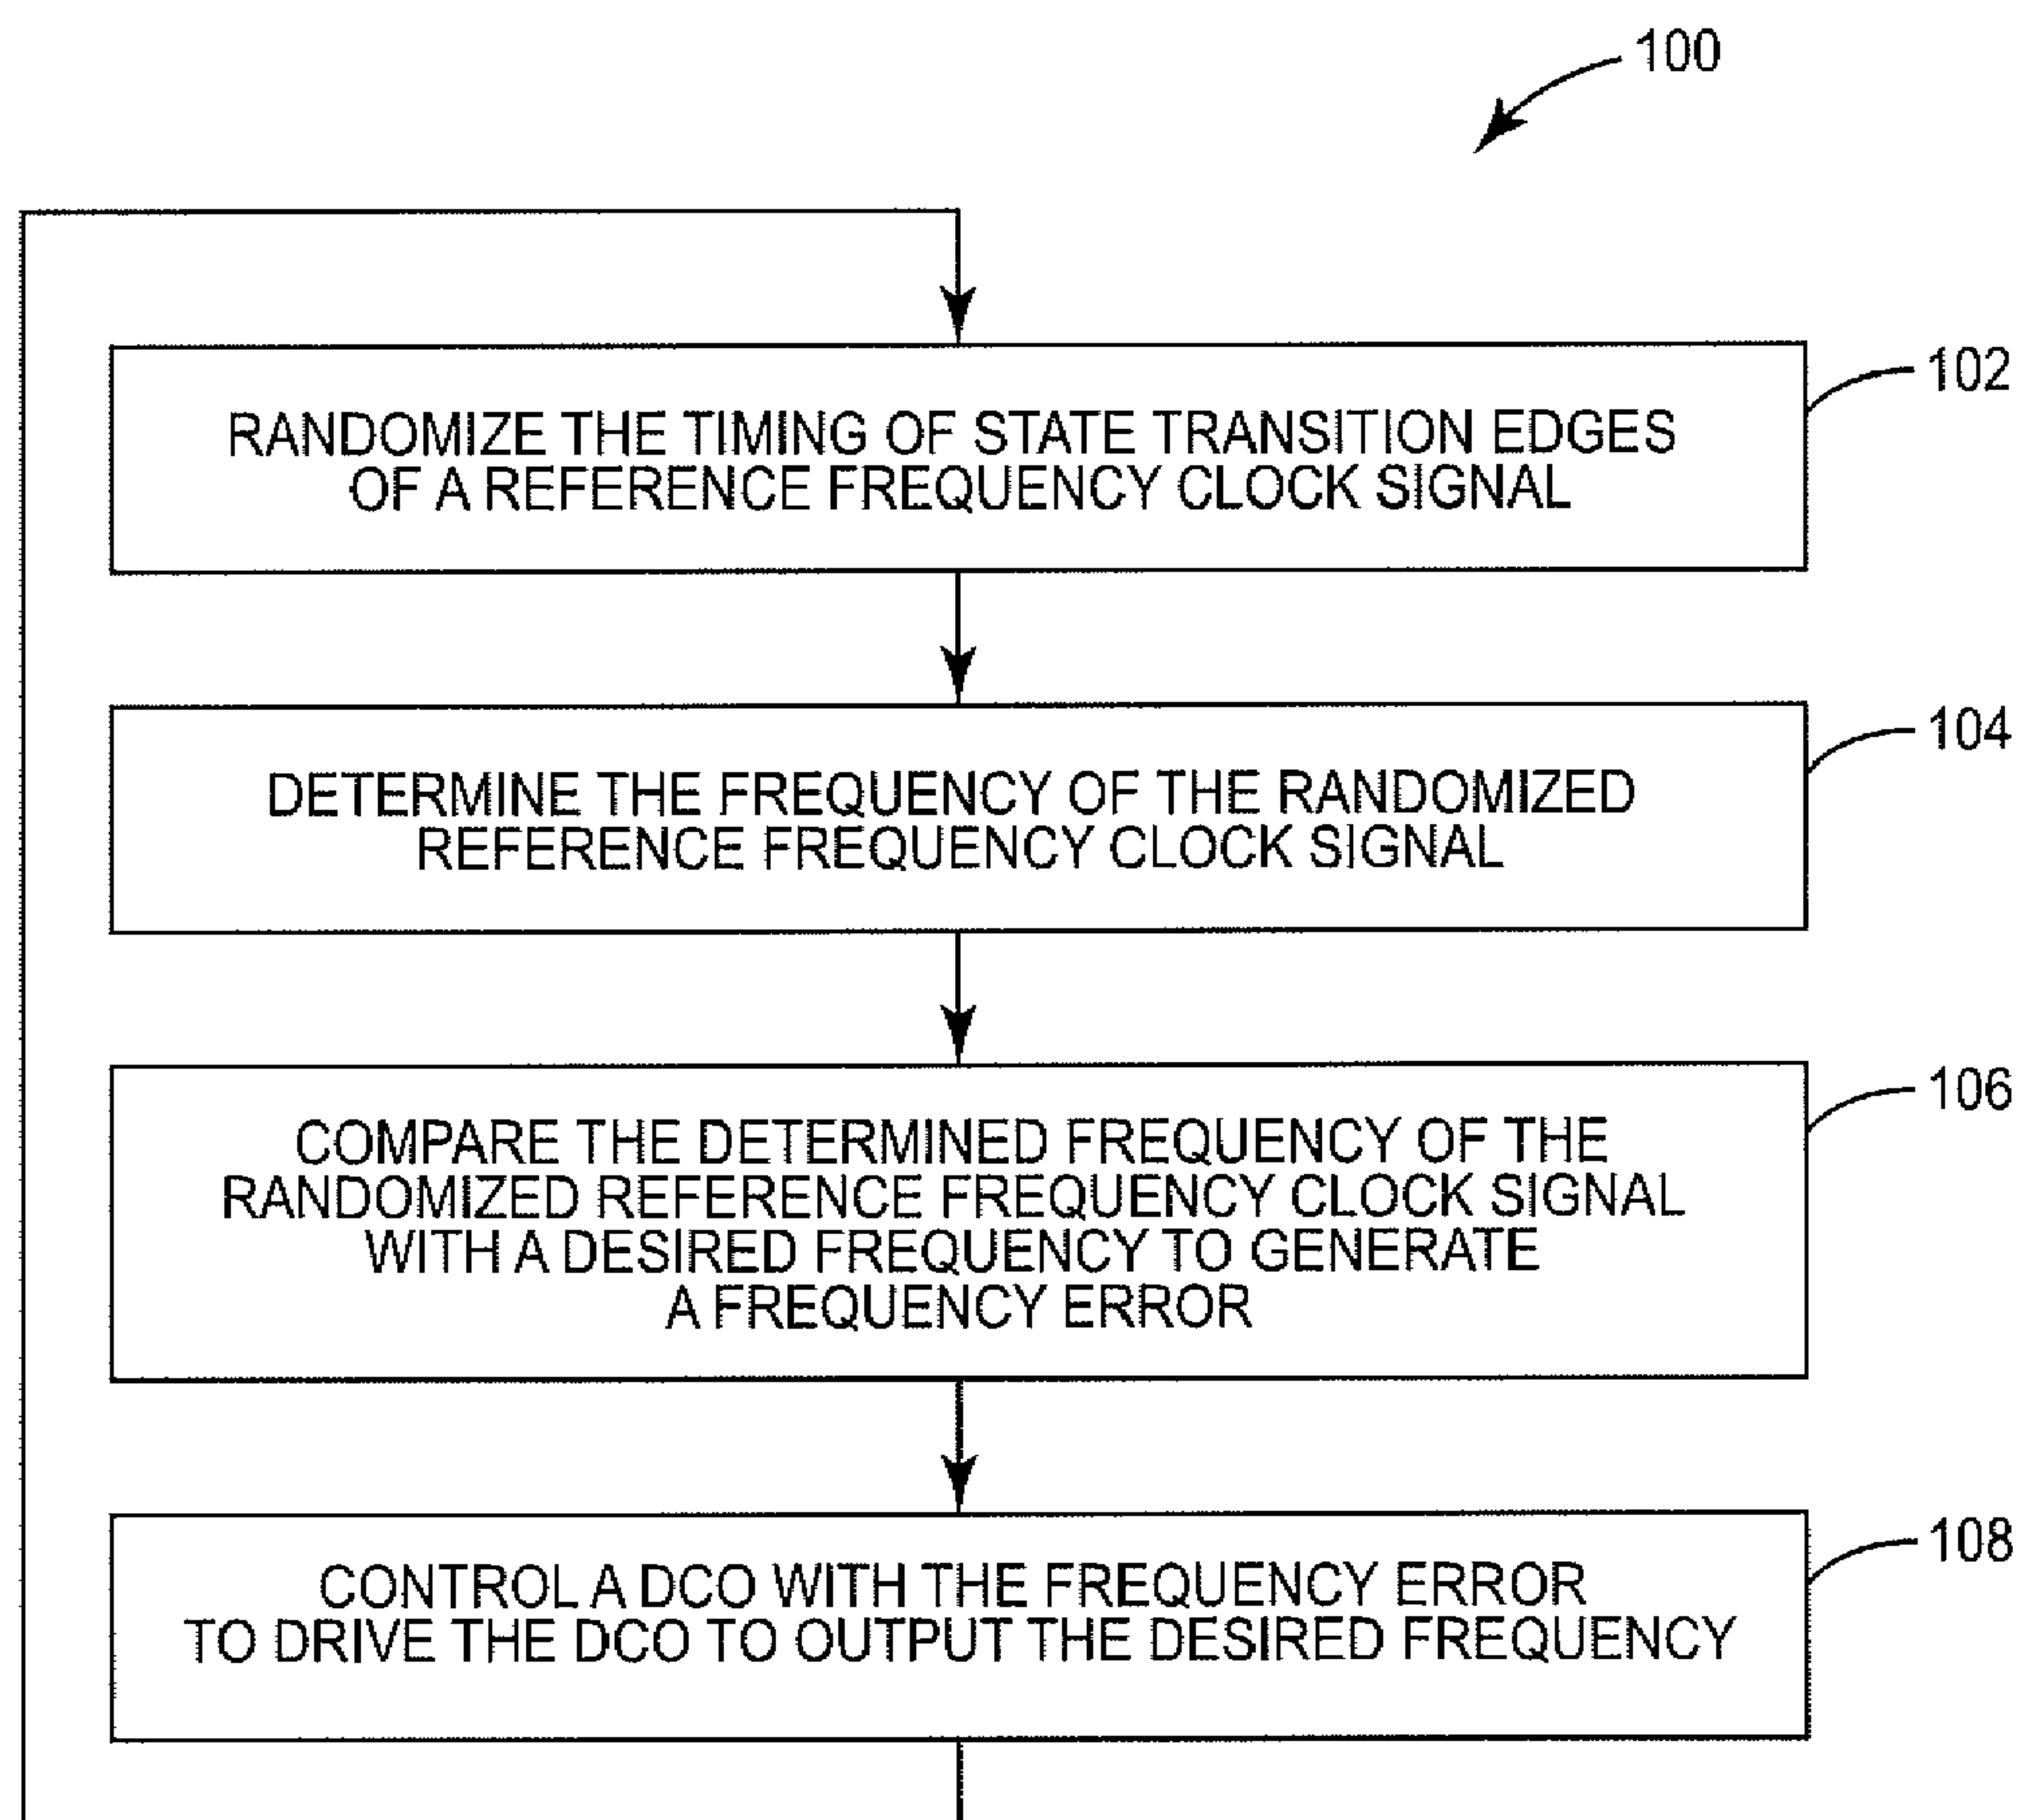 100
102
RANDOMIZE THE TIMING OF STATE TRANSITION EDGES
OF A REFERENCE FREQUENCY CLOCK SIGNAL
104
DETERMINE THE FREQUENCY OF THE RANDOMIZED
REFERENCE FREQUENCY CLOCK SIGNAL
106
COMPARE THE DETERMINED FREQUENCY OF THE
RANDOMIZED REFERENCE FREQUENCY CLOCK SIGNAL
WITH A DESIRED FREQUENCY TO GENERATE
A FREQUENCY ERROR
108
CONTROL A DCO WITH THE FREQUENCY ERROR
TO DRIVE THE DCO TO OUTPUT THE DESIRED FREQUENCY